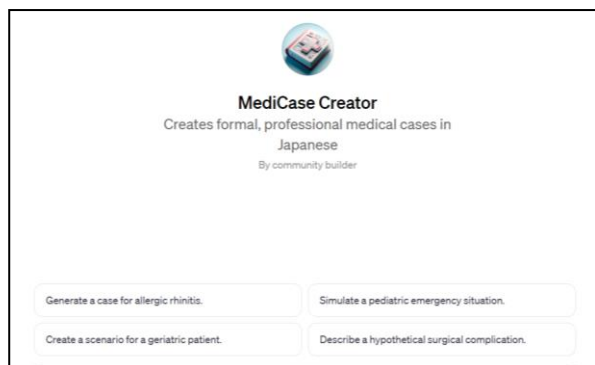 MediCase Creator
Creates formal, professional medical cases in
Japanese
By community builder
Generate a case for allergic rhinitis.
Simulate a pediatric emergency situation.
Create a scenario for a geriatric patient.
Describe a hypothetical surgical complication.